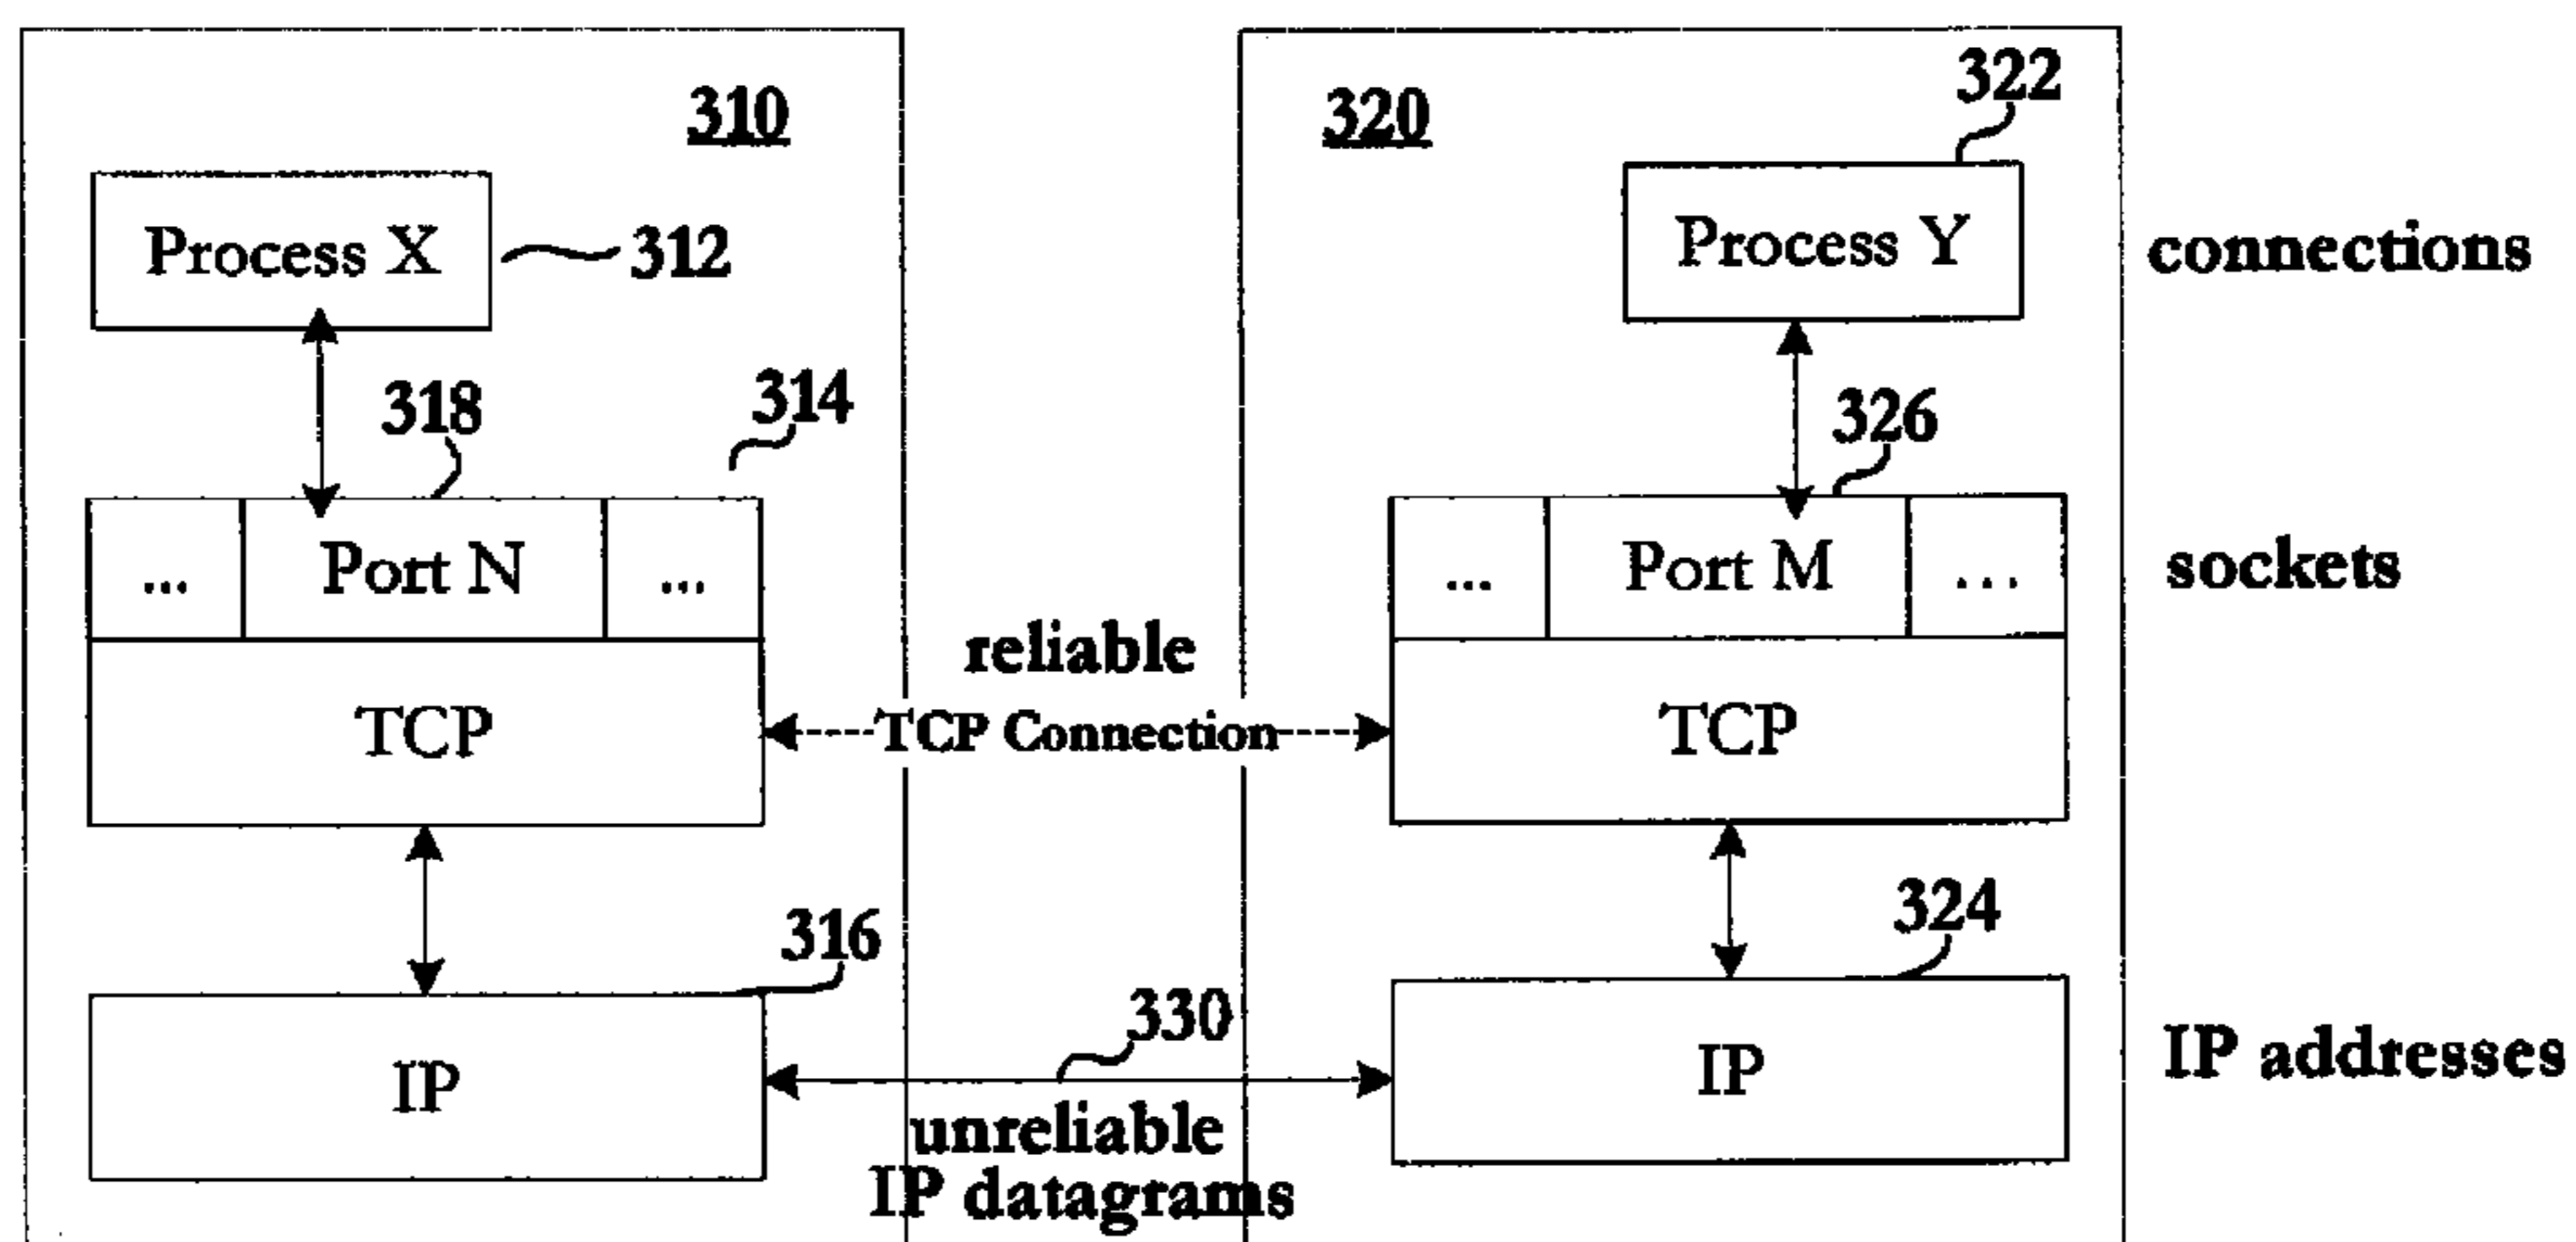 310
320
322
Process X
312
Process Y
connections
318
314
326
... Port N ...
... Port M ...
sockets
reliable
TCP
TCP Connection
TCP
316
324
330
IP
IP
IP addresses
unreliable
IP datagrams